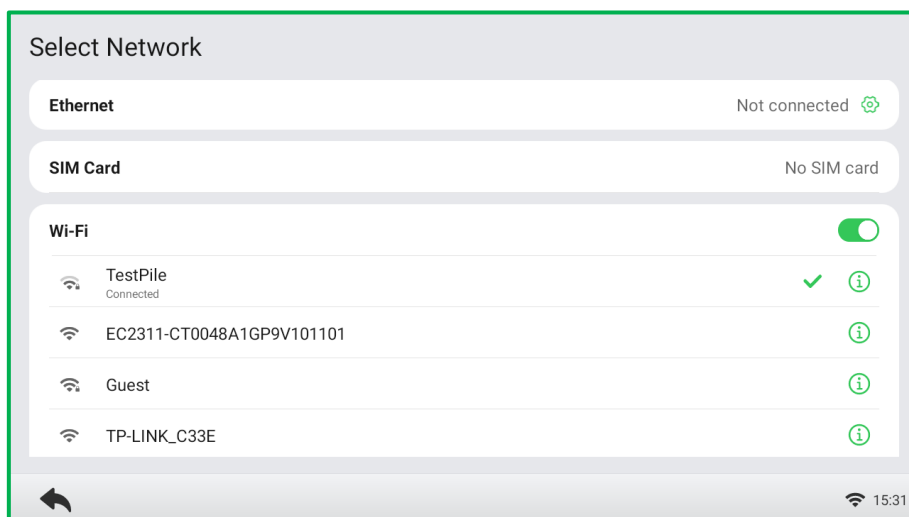 Select Network
Ethernet Not connected
SIM Card No SIM card
Wi-Fi
TestPile
Connected
EC2311-CT0048A1GP9V101101
Guest
TP-LINK_C33E
15:31